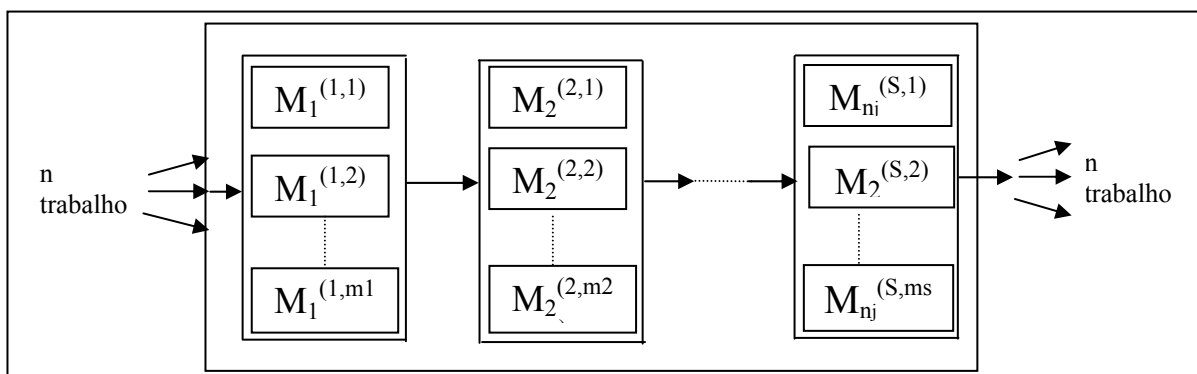 n
trabalho
M₁⁽¹,¹⁾
M₁⁽¹,²⁾
M₁⁽¹,ᵐ¹
M₂⁽²,¹⁾
M₂⁽²,²⁾
M₂⁽²,ᵐ²
Mₙⱼ⁽ˢ,¹⁾
M₂⁽ˢ,²⁾
Mₙⱼ⁽ˢ,ᵐˢ
n
trabalho